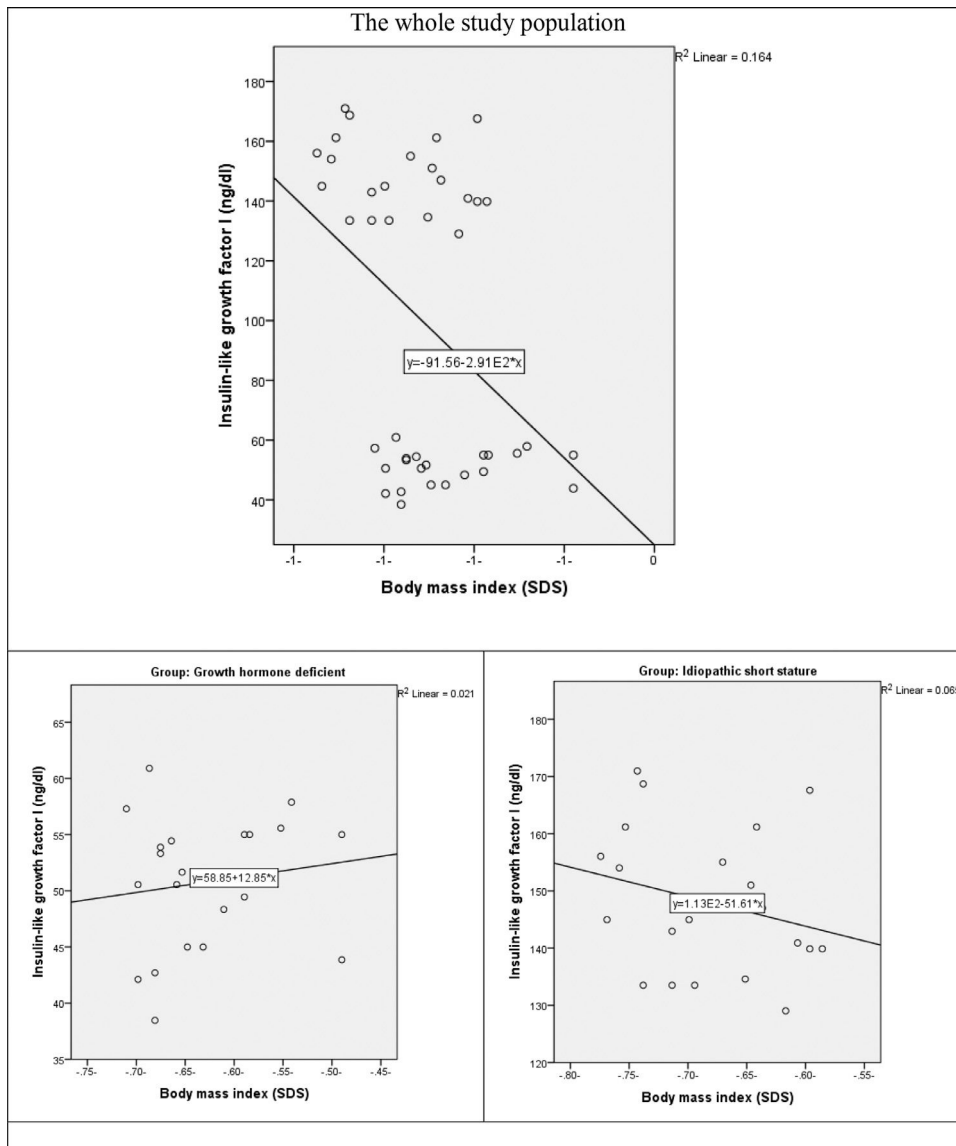 The whole study population
R2 Linear = 0.164
Insulin-like growth factor I (ng/dl)
180
160
140
120
100
80
60
40
y=-91.56-2.91E2*x
-1- -1- -1- -1- 0
Body mass index (SDS)
Group: Growth hormone deficient
R2 Linear = 0.021
Insulin-like growth factor I (ng/dl)
65
60
55
50
45
40
35
y=58.85+12.85*x
-.75- -.70- -.65- -.60- -.55- -.50- -.45-
Body mass index (SDS)
Group: Idiopathic short stature
R2 Linear = 0.065
Insulin-like growth factor I (ng/dl)
180
170
160
150
140
130
120
y=1.13E2-51.61*x
-.80- -.75- -.70- -.65- -.60- -.55-
Body mass index (SDS)